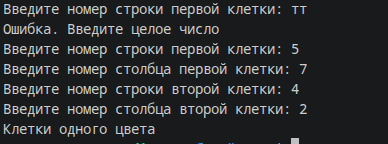 Введите номер строки первой клетки: тт
Ошибка. Введите целое число
Введите номер строки первой клетки: 5
Введите номер столбца первой клетки: 7
Введите номер строки второй клетки: 4
Введите номер столбца второй клетки: 2
Клетки одного цвета